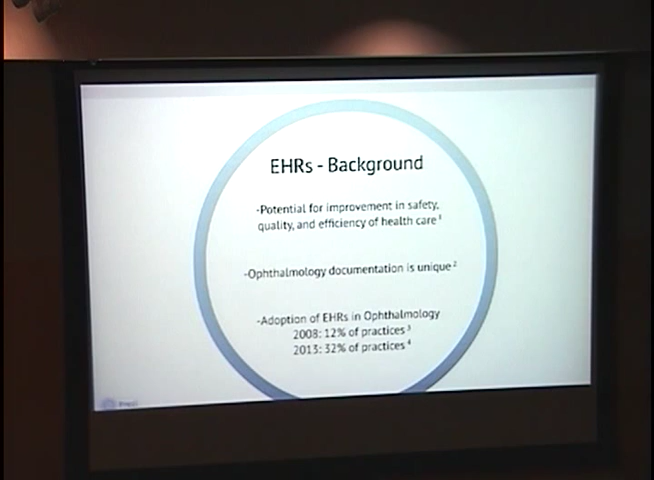 EHRs - Background
-Potential for improvement in safety,
quality, and efficiency of health care 1
-Ophthalmology documentation is unique 2
-Adoption of EHRs in Ophthalmology
2008: 12% of practices 3
2013: 32% of practices 4